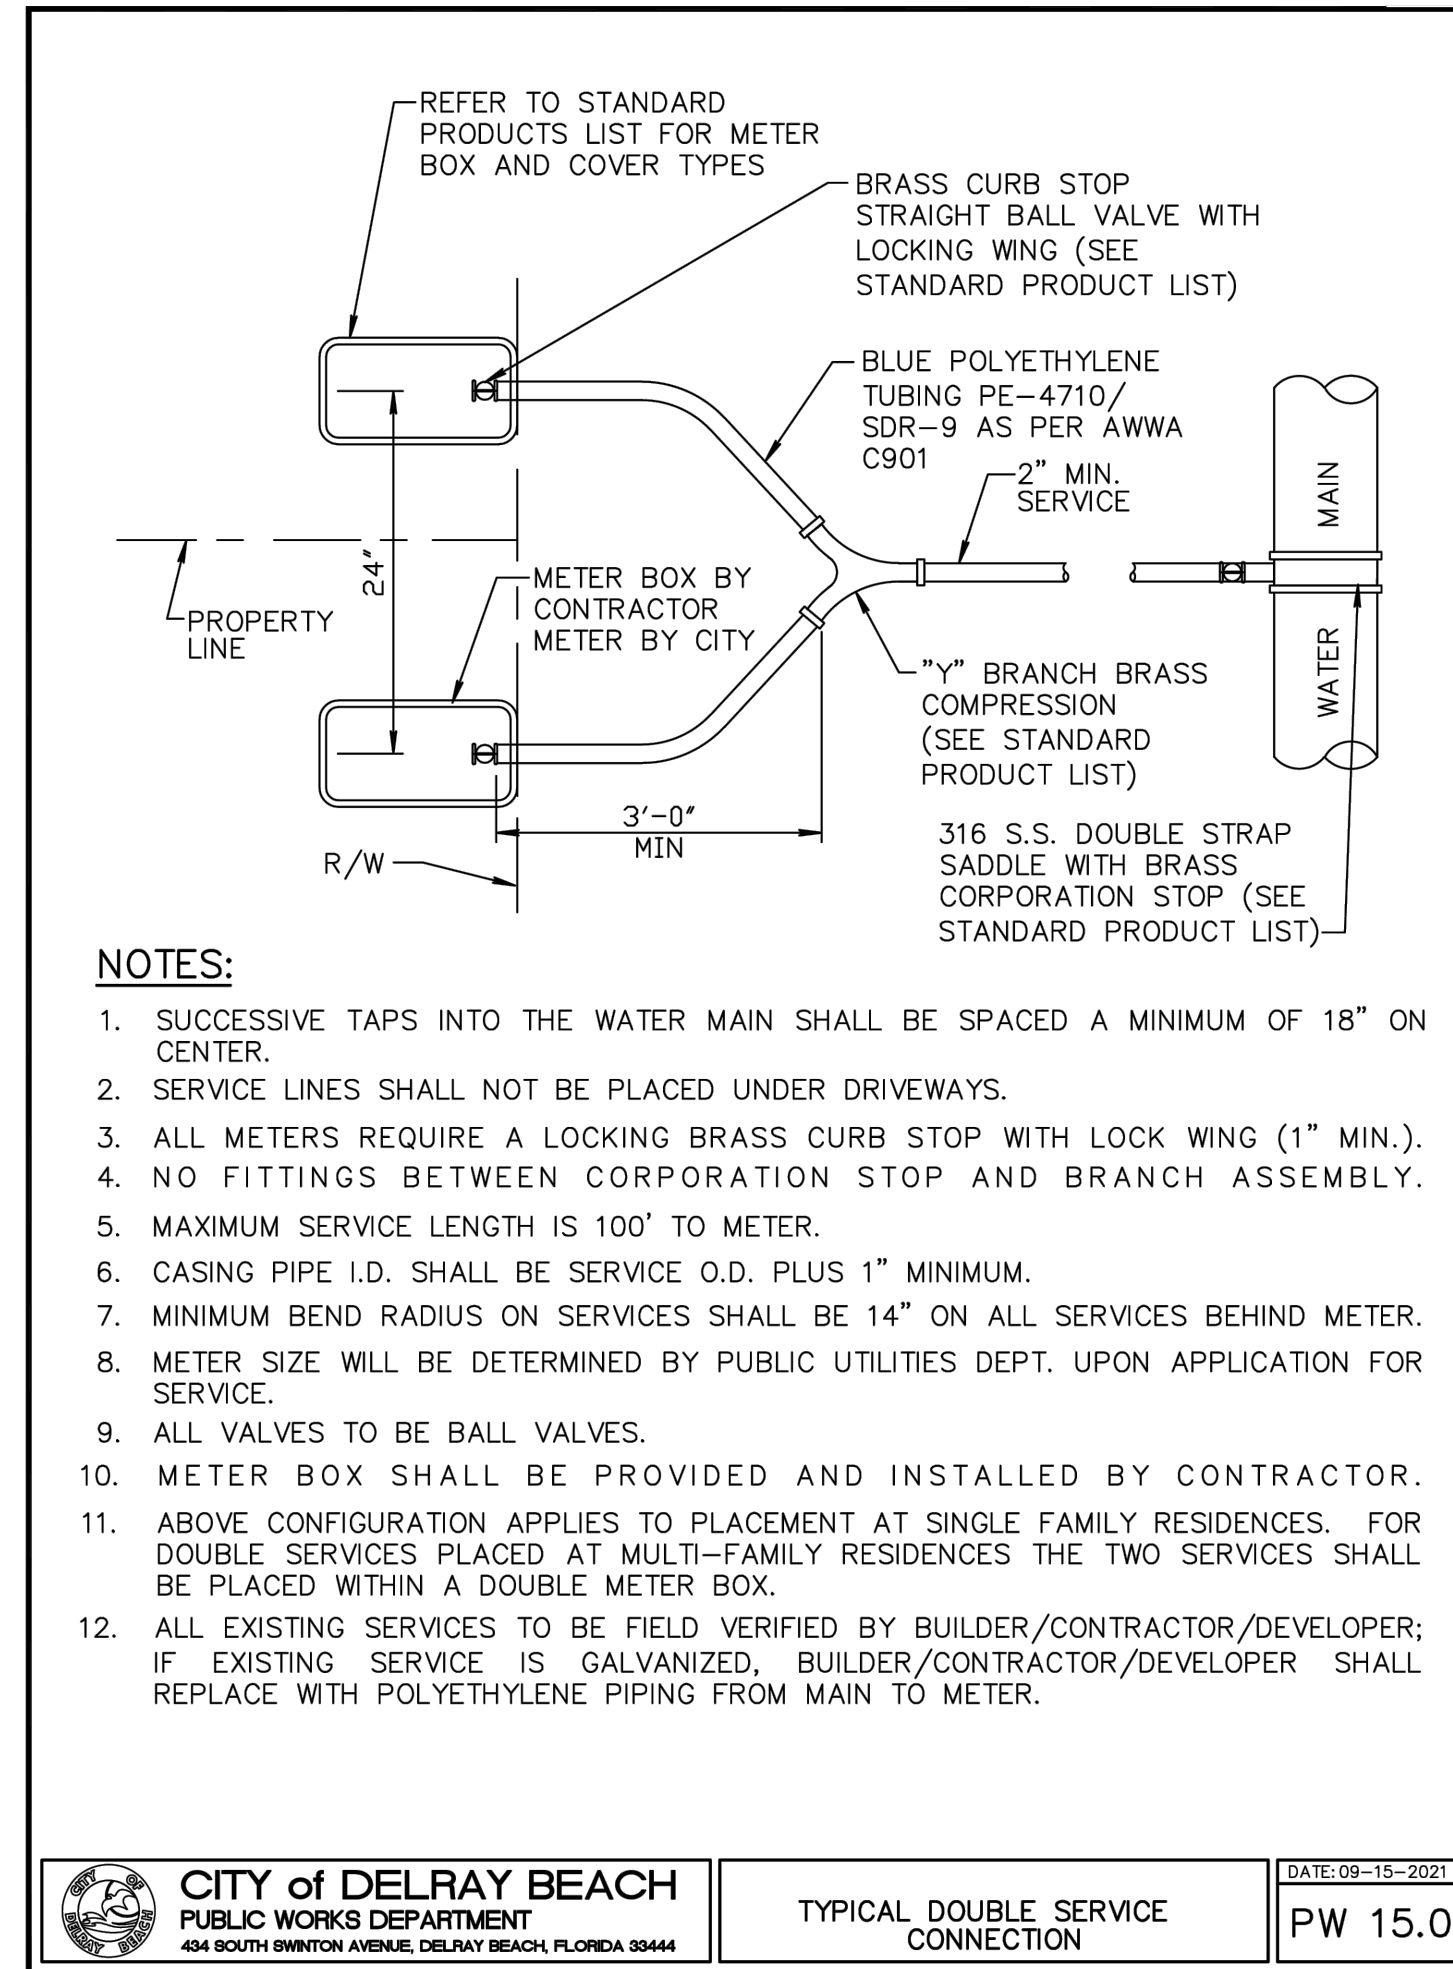 REFER TO STANDARD
PRODUCTS LIST FOR METER
BOX AND COVER TYPES
BRASS CURB STOP
STRAIGHT BALL VALVE WITH
LOCKING WING (SEE
STANDARD PRODUCT LIST)
BLUE POLYETHYLENE
TUBING PE-4710/
SDR-9 AS PER AWWA
C901
2" MIN.
SERVICE
MAIN
24"
METER BOX BY
CONTRACTOR
METER BY CITY
PROPERTY
LINE
WATER
"Y" BRANCH BRASS
COMPRESSION
(SEE STANDARD
PRODUCT LIST)
3'-0"
MIN
R/W
316 S.S. DOUBLE STRAP
SADDLE WITH BRASS
CORPORATION STOP (SEE
STANDARD PRODUCT LIST)
NOTES:
1. SUCCESSIVE TAPS INTO THE WATER MAIN SHALL BE SPACED A MINIMUM OF 18" ON
CENTER.
2. SERVICE LINES SHALL NOT BE PLACED UNDER DRIVEWAYS.
3. ALL METERS REQUIRE A LOCKING BRASS CURB STOP WITH LOCK WING (1" MIN.).
4. NO FITTINGS BETWEEN CORPORATION STOP AND BRANCH ASSEMBLY.
5. MAXIMUM SERVICE LENGTH IS 100' TO METER.
6. CASING PIPE I.D. SHALL BE SERVICE O.D. PLUS 1" MINIMUM.
7. MINIMUM BEND RADIUS ON SERVICES SHALL BE 14" ON ALL SERVICES BEHIND METER.
8. METER SIZE WILL BE DETERMINED BY PUBLIC UTILITIES DEPT. UPON APPLICATION FOR
SERVICE.
9. ALL VALVES TO BE BALL VALVES.
10. METER BOX SHALL BE PROVIDED AND INSTALLED BY CONTRACTOR.
11. ABOVE CONFIGURATION APPLIES TO PLACEMENT AT SINGLE FAMILY RESIDENCES. FOR
DOUBLE SERVICES PLACED AT MULTI-FAMILY RESIDENCES THE TWO SERVICES SHALL
BE PLACED WITHIN A DOUBLE METER BOX.
12. ALL EXISTING SERVICES TO BE FIELD VERIFIED BY BUILDER/CONTRACTOR/DEVELOPER;
IF EXISTING SERVICE IS GALVANIZED, BUILDER/CONTRACTOR/DEVELOPER SHALL
REPLACE WITH POLYETHYLENE PIPING FROM MAIN TO METER.
CITY OF
DELRAY BEACH
CITY of DELRAY BEACH
PUBLIC WORKS DEPARTMENT
434 SOUTH SWINTON AVENUE, DELRAY BEACH, FLORIDA 33444
TYPICAL DOUBLE SERVICE
CONNECTION
DATE: 09-15-2021
PW 15.0